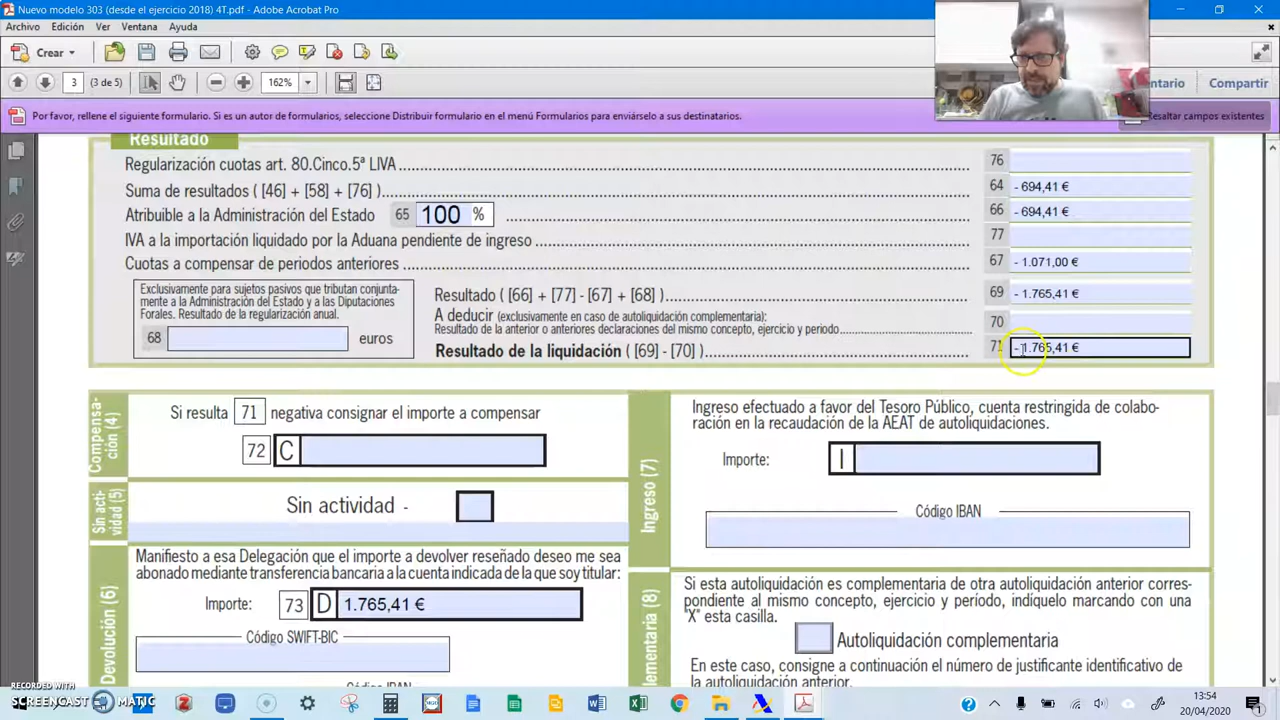 Nuevo modelo 303 (desde el ejercicio 2018) 4T.pdf - Adobe Acrobat Pro
Archivo Edición Ver Ventana Ayuda
Crear
3 (3 de 5) 162% Compartir
Por favor, rellene el siguiente formulario. Si es un autor de formularios, seleccione Distribuir formulario en el menú Formularios para enviárselo a sus destinatarios.
Resaltar campos existentes
Resultado
Regularización cuotas art. 80.Cinco.5ª LIVA 76
Suma de resultados ( [46] + [58] + [76] ) 64 - 694,41 €
Atribuible a la Administración del Estado 65 100 % 66 - 694,41 €
IVA a la importación liquidado por la Aduana pendiente de ingreso 77
Cuotas a compensar de periodos anteriores 67 - 1.071,00 €
Exclusivamente para sujetos pasivos que tributan conjunta-
mente a la Administración del Estado y a las Diputaciones
Forales. Resultado de la regularización anual.
68 euros
Resultado ( [66] + [77] - [67] + [68] ) 69 - 1.765,41 €
A deducir (exclusivamente en caso de autoliquidación complementaria):
Resultado de la anterior o anteriores declaraciones del mismo concepto, ejercicio y periodo 70
Resultado de la liquidación ( [69] - [70] ) 71 - 1.765,41 €
Compensa-
ción (4)
Si resulta 71 negativa consignar el importe a compensar
72 C
Sin acti-
vidad (5)
Sin actividad -
Devolución (6)
Manifiesto a esa Delegación que el importe a devolver reseñado deseo me sea
abonado mediante transferencia bancaria a la cuenta indicada de la que soy titular:
Importe: 73 D 1.765,41 €
Código SWIFT-BIC
Ingreso (7)
Ingreso efectuado a favor del Tesoro Público, cuenta restringida de colabo-
ración en la recaudación de la AEAT de autoliquidaciones.
Importe: I
Código IBAN
Si esta autoliquidación es complementaria de otra autoliquidación anterior corres-
pondiente al mismo concepto, ejercicio y período, indíquelo marcando con una
"X" esta casilla.
Autoliquidación complementaria
En este caso, consigne a continuación el número de justificante identificativo de
la autoliquidación anterior.
RECORDED WITH
SCREENCAST MATIC
13:54
20/04/2020